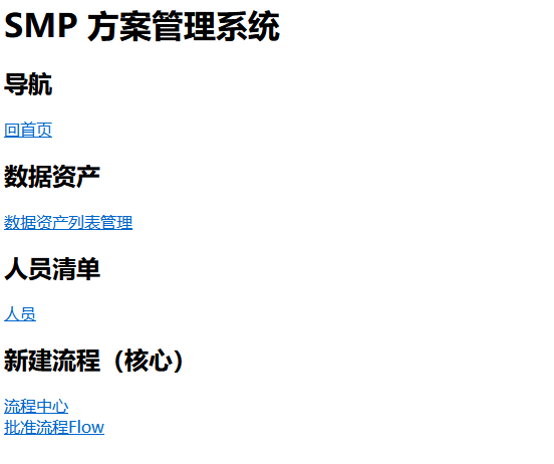 SMP 方案管理系统
导航
回首页
数据资产
数据资产列表管理
人员清单
人员
新建流程（核心）
流程中心
批准流程Flow